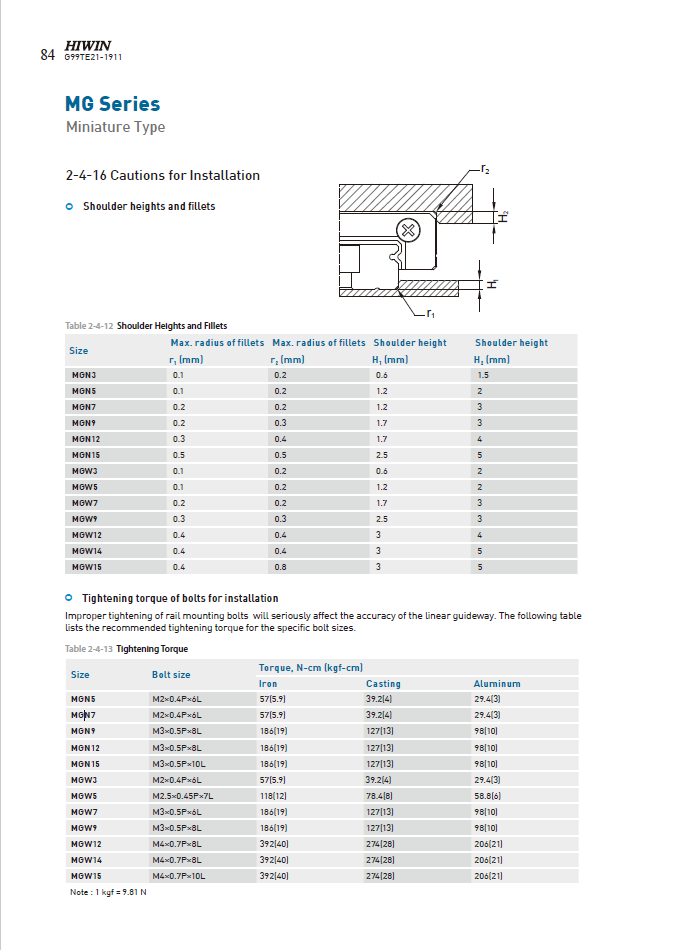 84 HIWIN
G99TE21-1911
MG Series
Miniature Type
2-4-16 Cautions for Installation
Shoulder heights and fillets
r₂
H₂
H₁
r₁
Table 2-4-12 Shoulder Heights and Fillets
Size Max. radius of fillets r₁ (mm) Max. radius of fillets r₂ (mm) Shoulder height H₁ (mm) Shoulder height H₂ (mm)
MGN3 0.1 0.2 0.6 1.5
MGN5 0.1 0.2 1.2 2
MGN7 0.2 0.2 1.2 3
MGN9 0.2 0.3 1.7 3
MGN12 0.3 0.4 1.7 4
MGN15 0.5 0.5 2.5 5
MGW3 0.1 0.2 0.6 2
MGW5 0.1 0.2 1.2 2
MGW7 0.2 0.2 1.7 3
MGW9 0.3 0.3 2.5 3
MGW12 0.4 0.4 3 4
MGW14 0.4 0.4 3 5
MGW15 0.4 0.8 3 5
Tightening torque of bolts for installation
Improper tightening of rail mounting bolts will seriously affect the accuracy of the linear guideway. The following table
lists the recommended tightening torque for the specific bolt sizes.
Table 2-4-13 Tightening Torque
Size Bolt size Torque, N-cm (kgf-cm)
Iron Casting Aluminum
MGN5 M2×0.4P×6L 57(5.9) 39.2(4) 29.4(3)
MGN7 M2×0.4P×6L 57(5.9) 39.2(4) 29.4(3)
MGN9 M3×0.5P×8L 186(19) 127(13) 98(10)
MGN12 M3×0.5P×8L 186(19) 127(13) 98(10)
MGN15 M3×0.5P×10L 186(19) 127(13) 98(10)
MGW3 M2×0.4P×6L 57(5.9) 39.2(4) 29.4(3)
MGW5 M2.5×0.45P×7L 118(12) 78.4(8) 58.8(6)
MGW7 M3×0.5P×6L 186(19) 127(13) 98(10)
MGW9 M3×0.5P×8L 186(19) 127(13) 98(10)
MGW12 M4×0.7P×8L 392(40) 274(28) 206(21)
MGW14 M4×0.7P×8L 392(40) 274(28) 206(21)
MGW15 M4×0.7P×10L 392(40) 274(28) 206(21)
Note : 1 kgf = 9.81 N